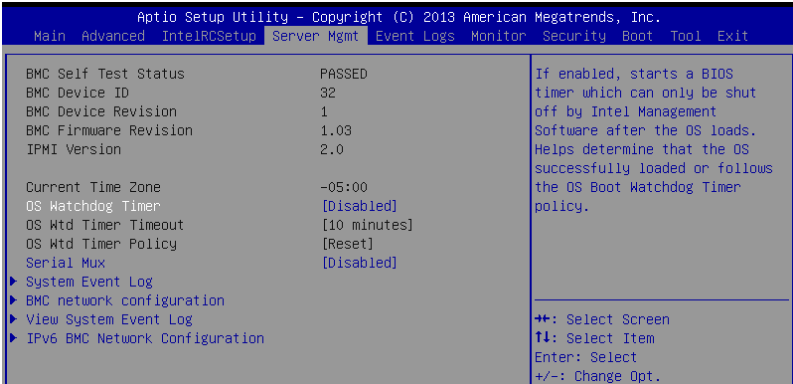 Aptio Setup Utility – Copyright (C) 2013 American Megatrends, Inc.
Main Advanced IntelRCSetup Server Mgmt Event Logs Monitor Security Boot Tool Exit
BMC Self Test Status PASSED
BMC Device ID 32
BMC Device Revision 1
BMC Firmware Revision 1.03
IPMI Version 2.0
Current Time Zone -05:00
OS Watchdog Timer [Disabled]
OS Wtd Timer Timeout [10 minutes]
OS Wtd Timer Policy [Reset]
Serial Mux [Disabled]
System Event Log
BMC network configuration
View System Event Log
IPv6 BMC Network Configuration
If enabled, starts a BIOS
timer which can only be shut
off by Intel Management
Software after the OS loads.
Helps determine that the OS
successfully loaded or follows
the OS Boot Watchdog Timer
policy.
→←: Select Screen
↑↓: Select Item
Enter: Select
+/-: Change Opt.